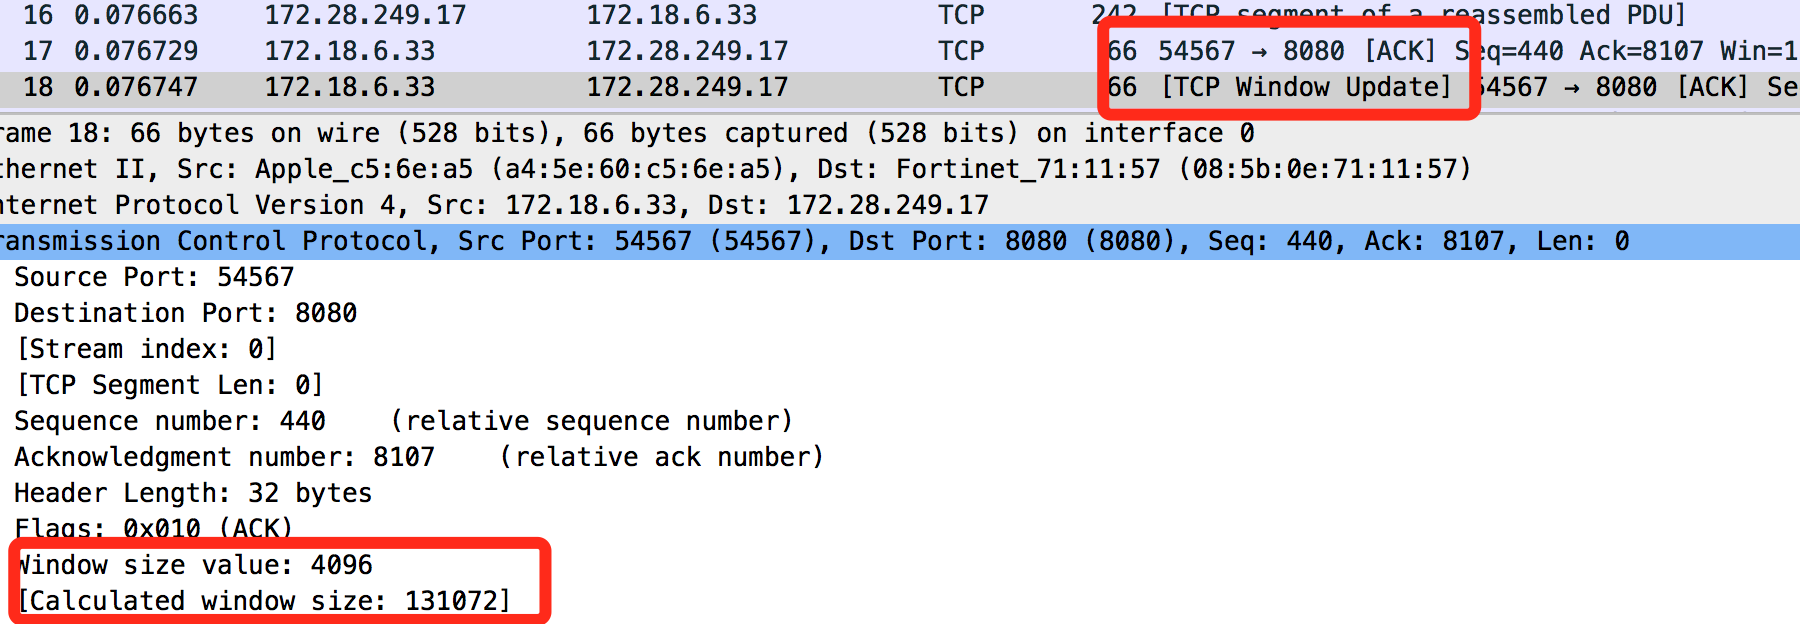 16 0.076663 172.28.249.17 172.18.6.33 TCP 242 [TCP segment of a reassembled PDU]
17 0.076729 172.18.6.33 172.28.249.17 TCP 66 54567 → 8080 [ACK] Seq=440 Ack=8107 Win=1
18 0.076747 172.18.6.33 172.28.249.17 TCP 66 [TCP Window Update] 54567 → 8080 [ACK] Se
rame 18: 66 bytes on wire (528 bits), 66 bytes captured (528 bits) on interface 0
thernet II, Src: Apple_c5:6e:a5 (a4:5e:60:c5:6e:a5), Dst: Fortinet_71:11:57 (08:5b:0e:71:11:57)
nternet Protocol Version 4, Src: 172.18.6.33, Dst: 172.28.249.17
ransmission Control Protocol, Src Port: 54567 (54567), Dst Port: 8080 (8080), Seq: 440, Ack: 8107, Len: 0
Source Port: 54567
Destination Port: 8080
[Stream index: 0]
[TCP Segment Len: 0]
Sequence number: 440 (relative sequence number)
Acknowledgment number: 8107 (relative ack number)
Header Length: 32 bytes
Flags: 0x010 (ACK)
Window size value: 4096
[Calculated window size: 131072]